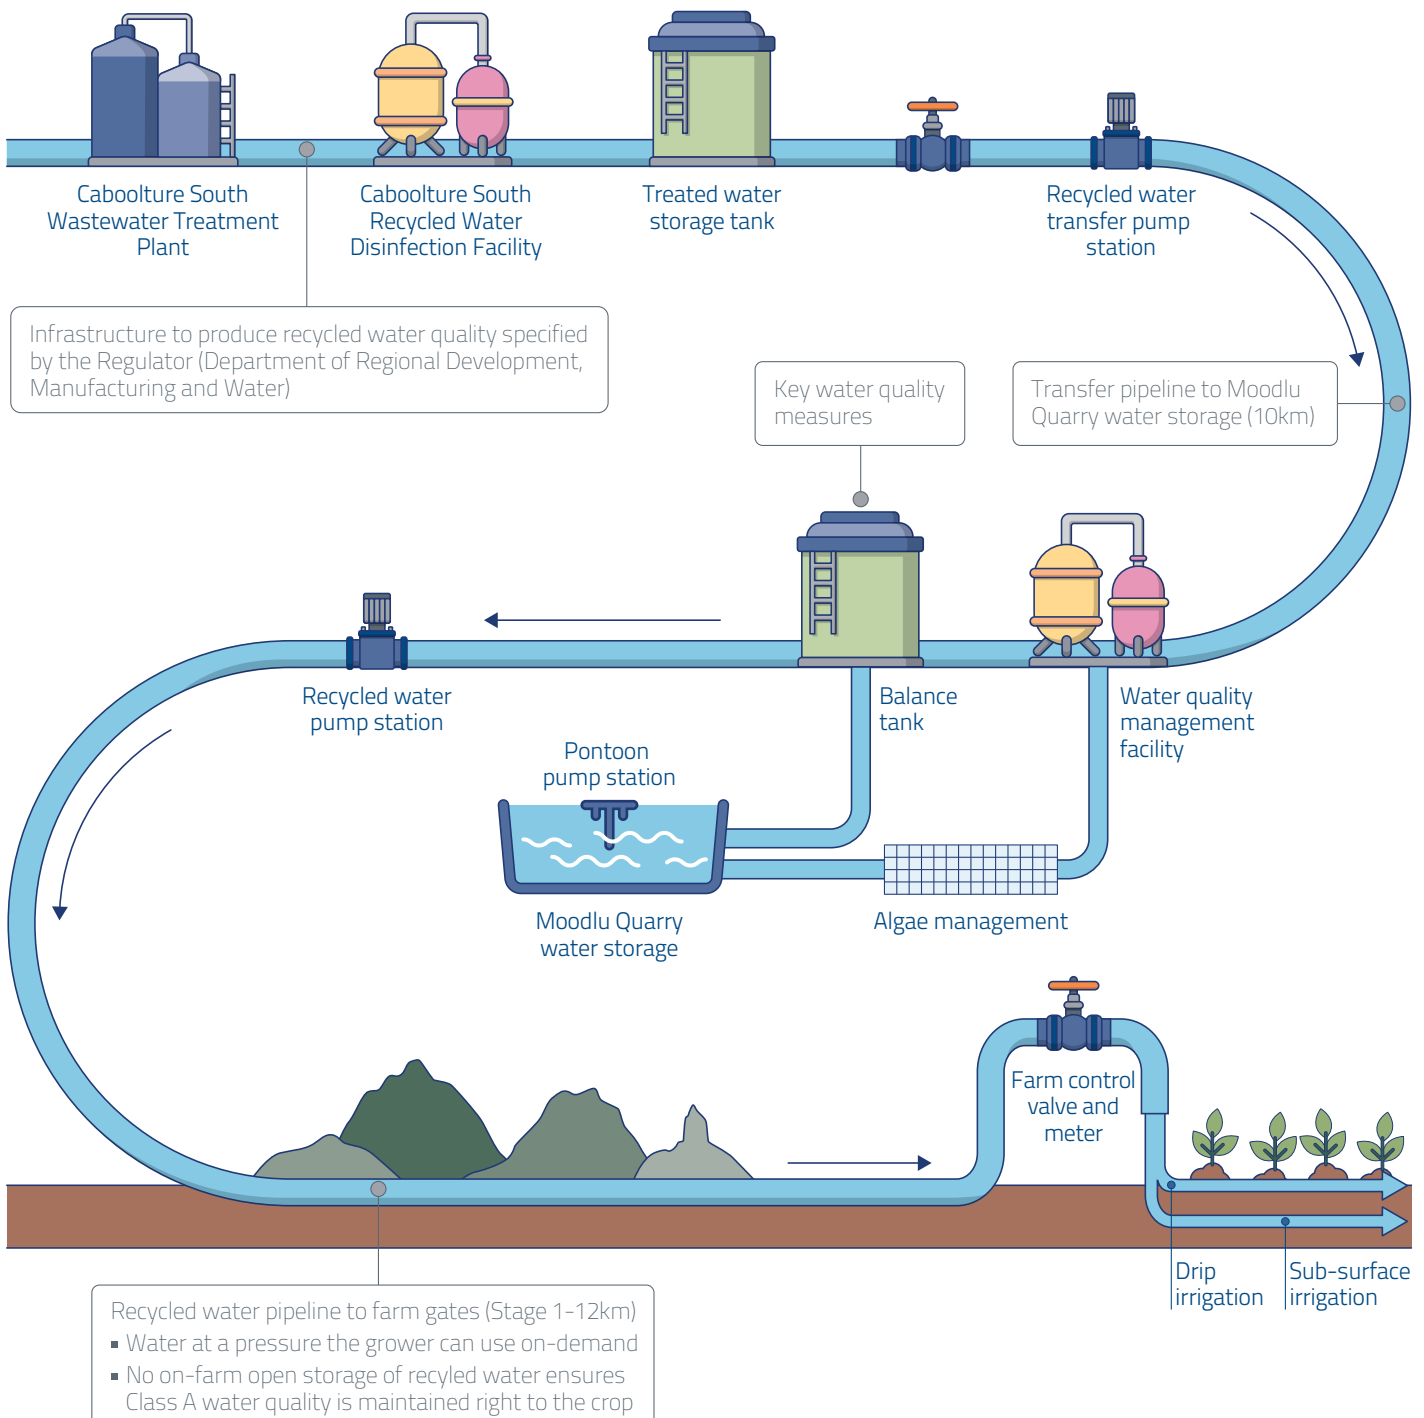 Caboolture South
Wastewater Treatment
Plant
Caboolture South
Recycled Water
Disinfection Facility
Treated water
storage tank
Recycled water
transfer pump
station
Infrastructure to produce recycled water quality specified
by the Regulator (Department of Regional Development,
Manufacturing and Water)
Key water quality
measures
Transfer pipeline to Moodlu
Quarry water storage (10km)
Recycled water
pump station
Balance
tank
Water quality
management
facility
Pontoon
pump station
Moodlu Quarry
water storage
Algae management
Farm control
valve and
meter
Drip
irrigation
Sub-surface
irrigation
Recycled water pipeline to farm gates (Stage 1-12km)
▪ Water at a pressure the grower can use on-demand
▪ No on-farm open storage of recyled water ensures
Class A water quality is maintained right to the crop